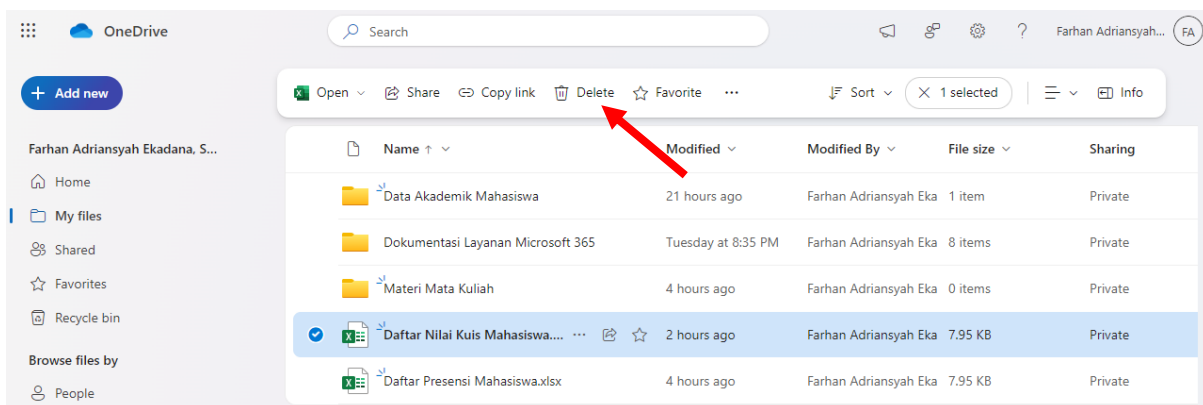 OneDrive
Search
Farhan Adriansyah... FA
Add new
Open Share Copy link Delete Favorite ... Sort 1 selected Info
Farhan Adriansyah Ekadana, S...
Home
My files
Shared
Favorites
Recycle bin
Browse files by
People
Name Modified Modified By File size Sharing
Data Akademik Mahasiswa 21 hours ago Farhan Adriansyah Eka 1 item Private
Dokumentasi Layanan Microsoft 365 Tuesday at 8:35 PM Farhan Adriansyah Eka 8 items Private
Materi Mata Kuliah 4 hours ago Farhan Adriansyah Eka 0 items Private
Daftar Nilai Kuis Mahasiswa.... ... 2 hours ago Farhan Adriansyah Eka 7.95 KB Private
Daftar Presensi Mahasiswa.xlsx 4 hours ago Farhan Adriansyah Eka 7.95 KB Private